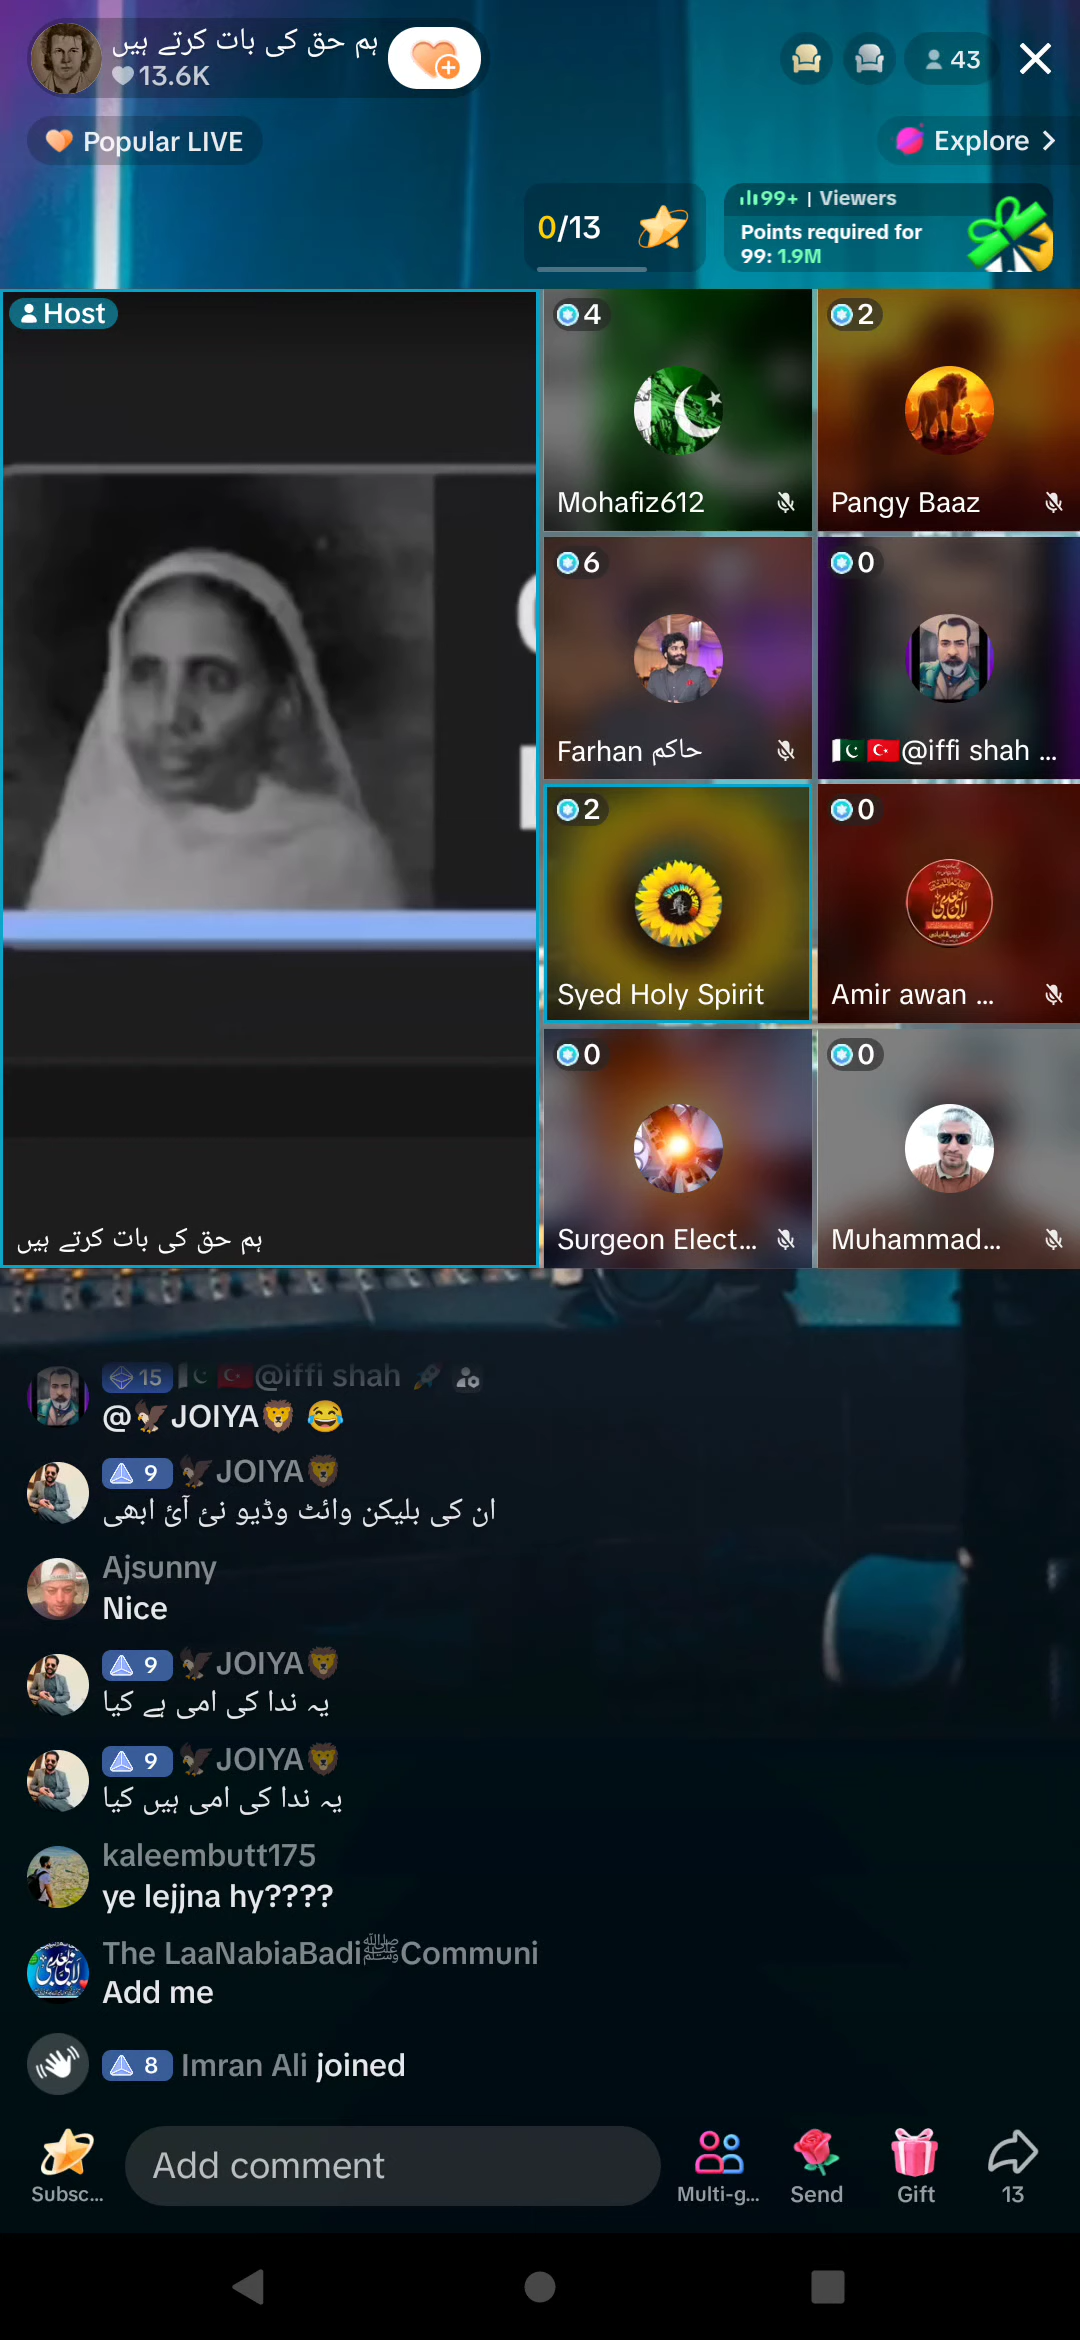 ہم حق کی بات کرتے ہیں
13.6K
43
Popular LIVE
Explore
0/13
99+ | Viewers
Points required for
99: 1.9M
Host
4
2
Mohafiz612
Pangy Baaz
6
0
Farhan حاکم
@iffi shah ...
2
0
Syed Holy Spirit
Amir awan ...
0
0
Surgeon Elect...
Muhammad...
ہم حق کی بات کرتے ہیں
15 @iffi shah
@JOIYA
9 JOIYA
ان کی بلیکن وائٹ وڈیو نئ آئ ابھی
Ajsunny
Nice
9 JOIYA
یہ ندا کی امی ہے کیا
9 JOIYA
یہ ندا کی امی ہیں کیا
kaleembutt175
ye lejjna hy????
The LaaNabiaBadiﷺCommuni
Add me
8 Imran Ali joined
Add comment
Subsc...
Multi-g...
Send
Gift
13